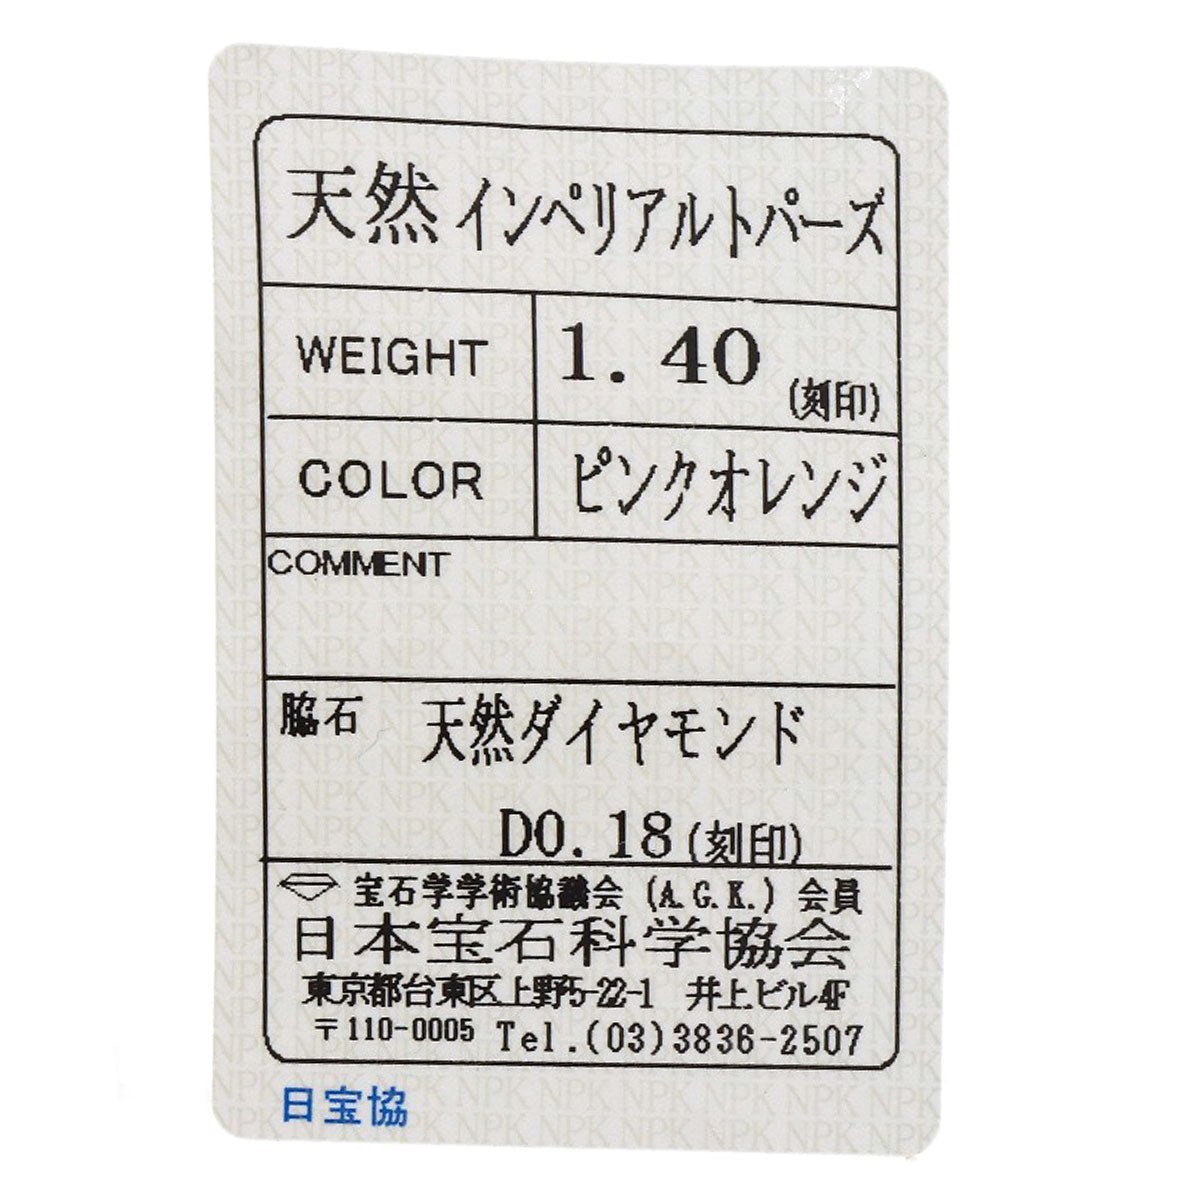 天然インペリアルトパーズ
WEIGHT 1.40 (刻印)
COLOR ピンクオレンジ
COMMENT
脇石 天然ダイヤモンド
D0.18(刻印)
宝石学学術協議会 (A.G.K.) 会員
日本宝石科学協会
東京都台東区上野5-22-1 井上ビル4F
〒110-0005 Tel.(03)3836-2507
日宝協